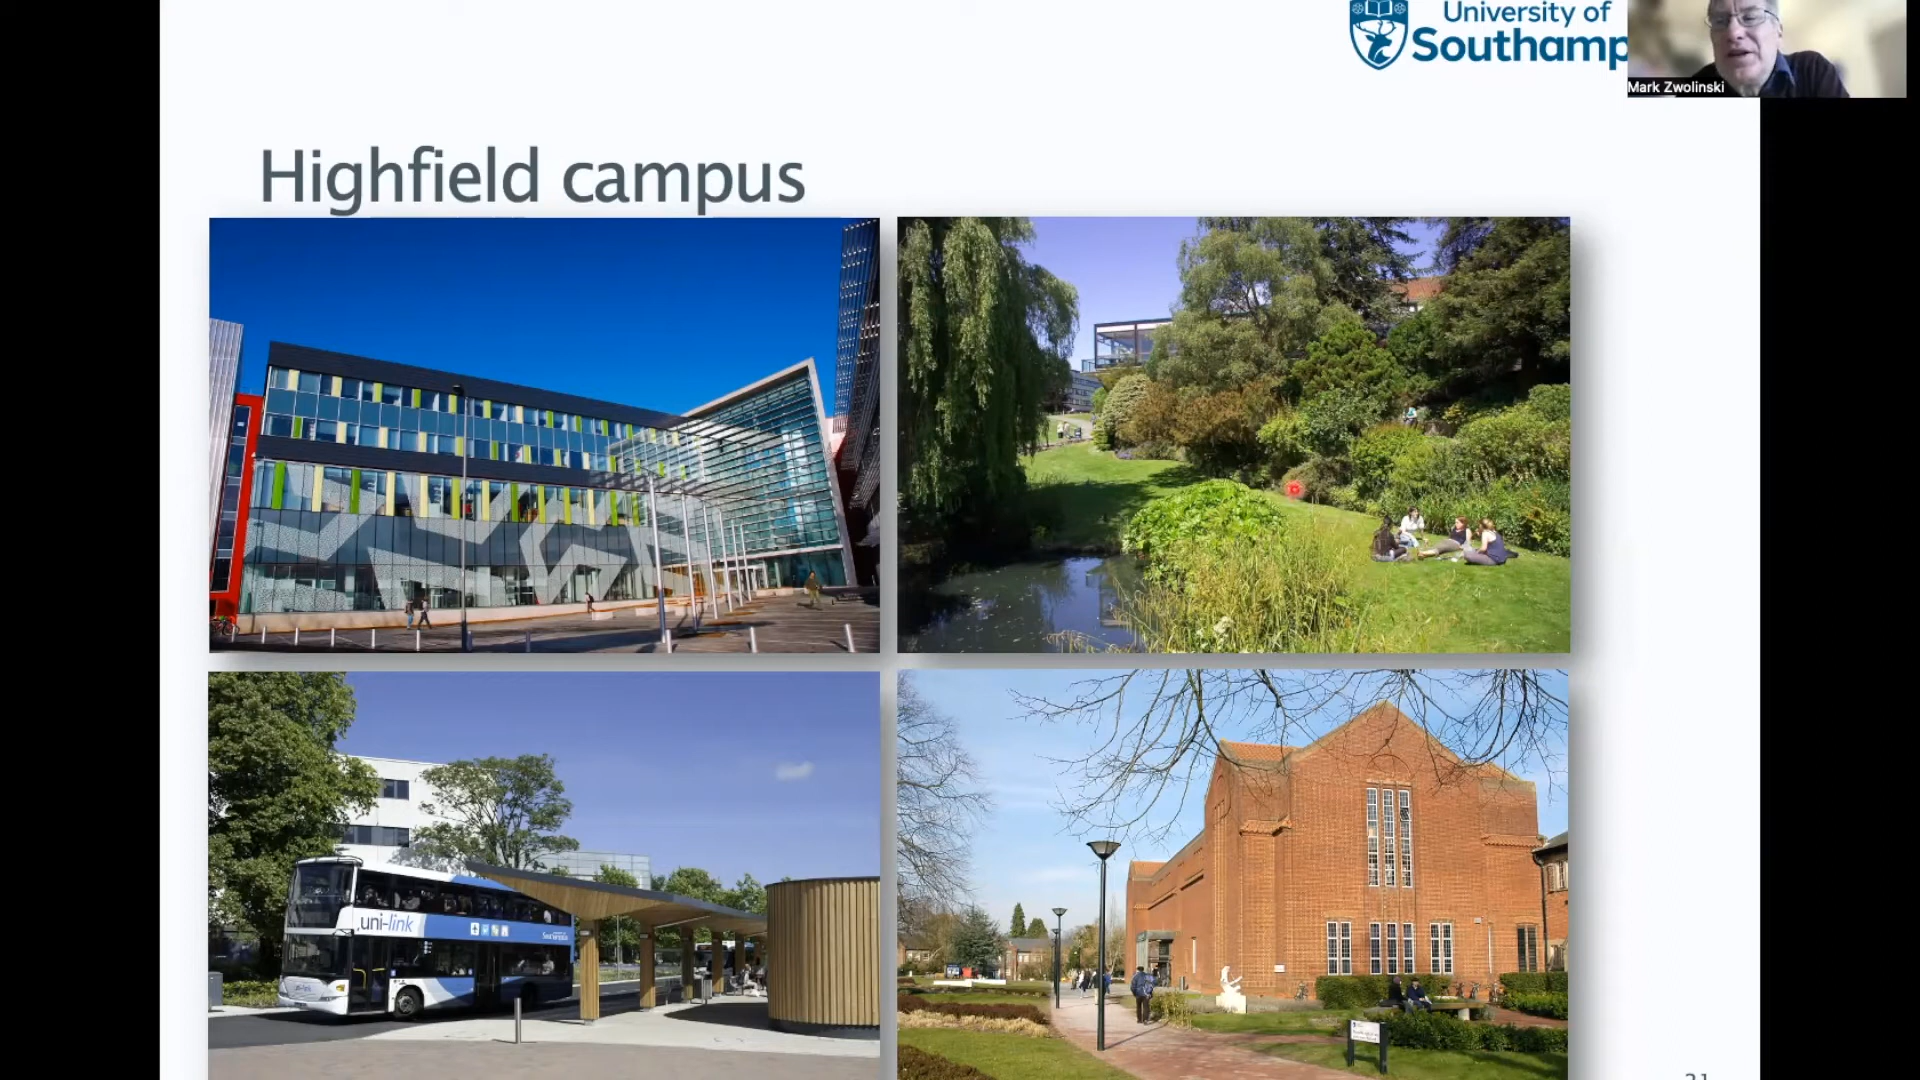 University of
Southamp
Mark Zwolinski
Highfield campus
uni-link